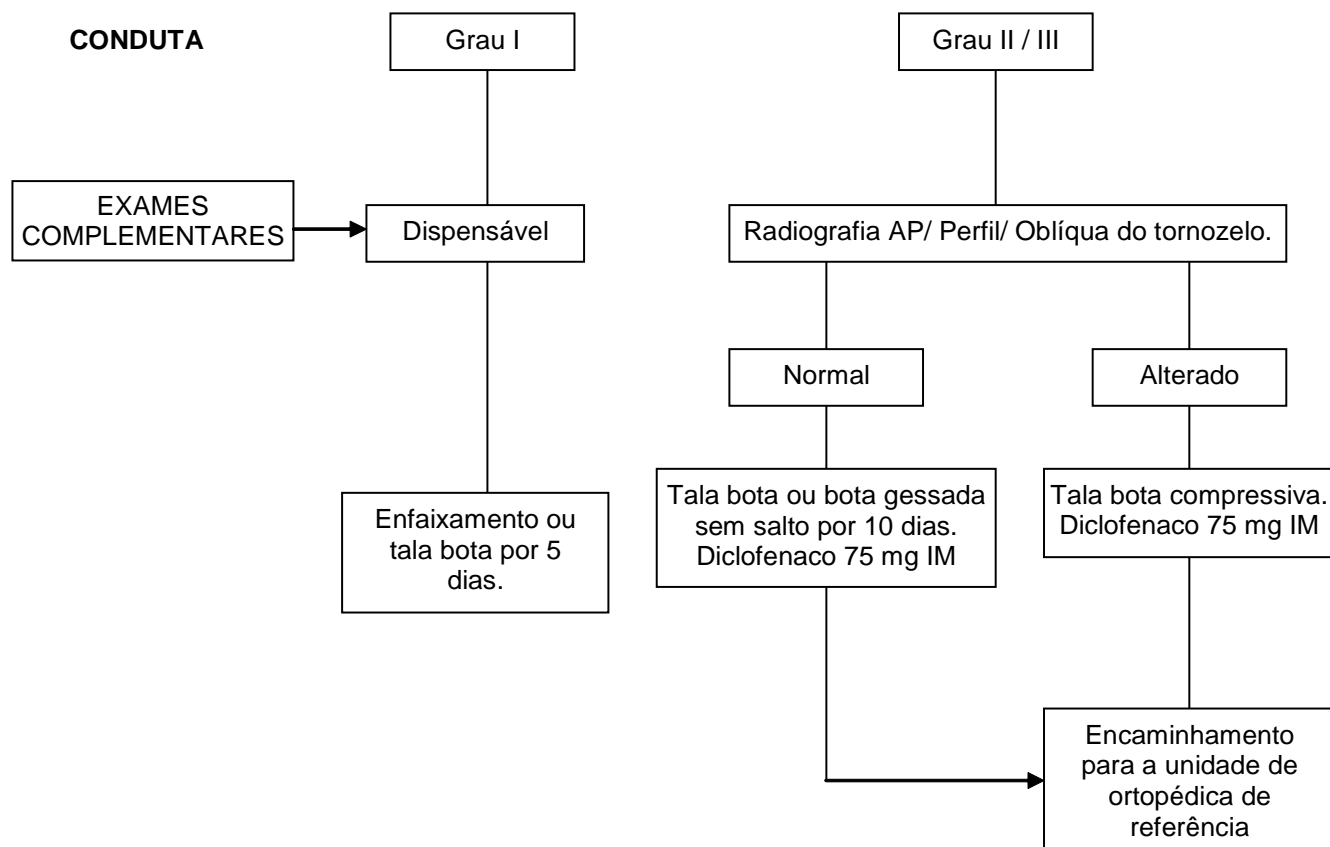 CONDUTA
Grau I
Grau II / III
EXAMES
COMPLEMENTARES
Dispensável
Radiografia AP/ Perfil/ Oblíqua do tornozelo.
Normal
Alterado
Enfaixamento ou
tala bota por 5
dias.
Tala bota ou bota gessada
sem salto por 10 dias.
Diclofenaco 75 mg IM
Tala bota compressiva.
Diclofenaco 75 mg IM
Encaminhamento
para a unidade de
ortopédica de
referência